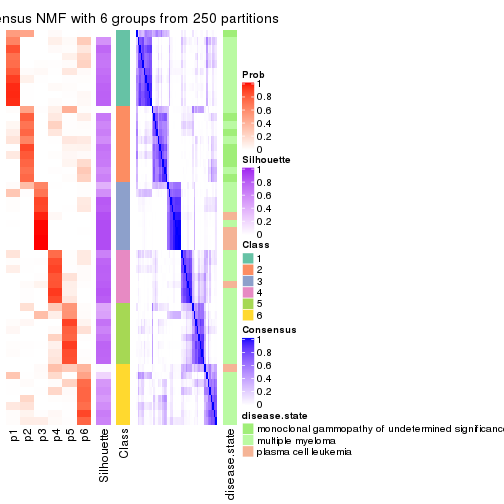 ensus NMF with 6 groups from 250 partitions
Prob
1
0.8
0.6
0.4
0.2
0
Silhouette
1
0.8
0.6
0.4
0.2
0
Class
1
2
3
4
5
6
Consensus
1
0.8
0.6
0.4
0.2
0
disease.state
monoclonal gammopathy of undetermined significance
multiple myeloma
plasma cell leukemia
p1
p2
p3
p4
p5
p6
Silhouette
Class
disease.state